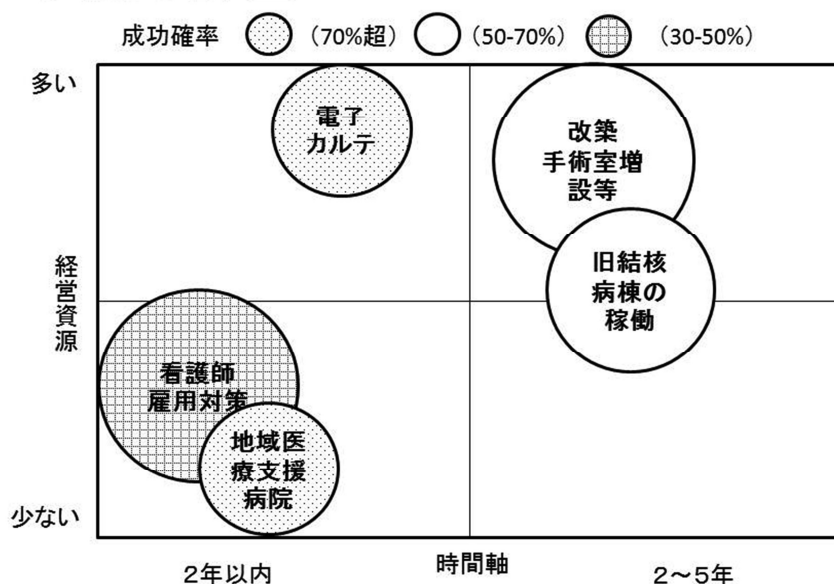 成功確率 (70%超) (50-70%) (30-50%)
多い
電子
カルテ
改築
手術室増
設等
経営資源
旧結核
病棟の
稼働
看護師
雇用対策
地域医
療支援
病院
少ない
2年以内
時間軸
2～5年